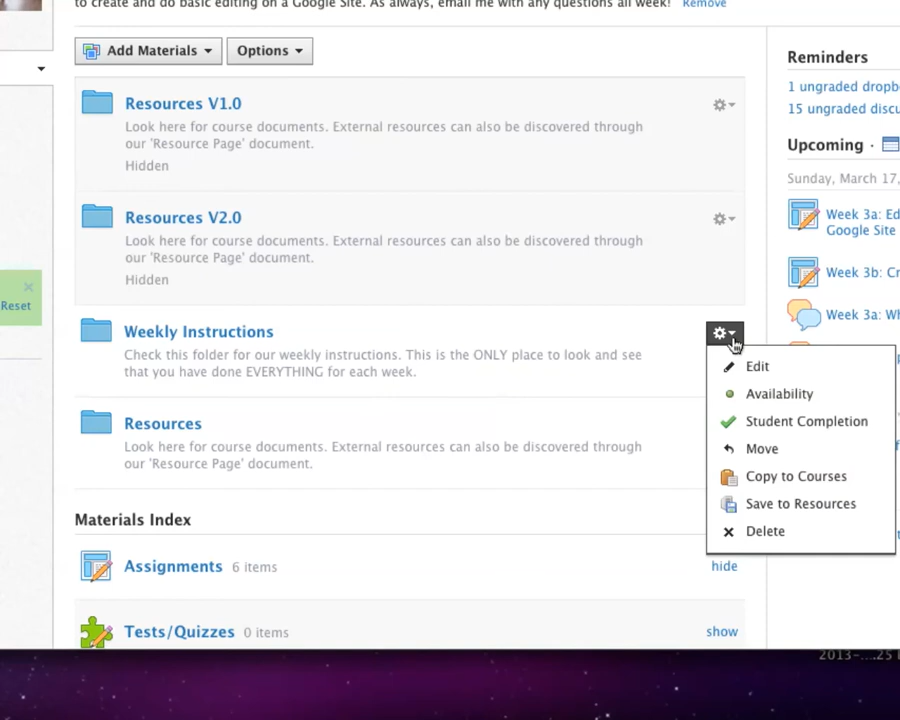 to create and do basic editing on a Google Site. As always, email me with any questions all week! Remove
Add Materials
Options
Resources V1.0
Look here for course documents. External resources can also be discovered through
our 'Resource Page' document.
Hidden
Resources V2.0
Look here for course documents. External resources can also be discovered through
our 'Resource Page' document.
Hidden
Reset
Weekly Instructions
Check this folder for our weekly instructions. This is the ONLY place to look and see
that you have done EVERYTHING for each week.
Resources
Look here for course documents. External resources can also be discovered through
our 'Resource Page' document.
Materials Index
Assignments 6 items
hide
Tests/Quizzes 0 items
show
Edit
Availability
Student Completion
Move
Copy to Courses
Save to Resources
Delete
Reminders
1 ungraded dropb
15 ungraded discu
Upcoming ·
Sunday, March 17,
Week 3a: Ed
Google Site
Week 3b: Cr
Week 3a: Wh
2013-....25